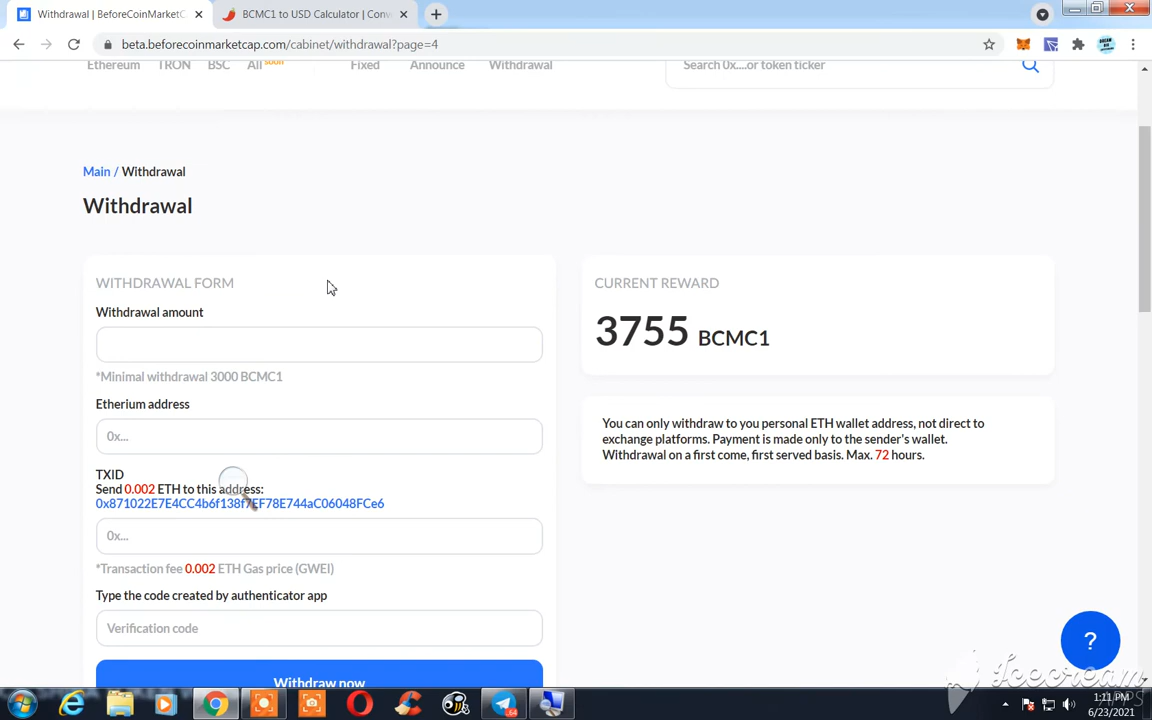 Withdrawal | BeforeCoinMarketC
BCMC1 to USD Calculator | Conv
beta.beforecoinmarketcap.com/cabinet/withdrawal?page=4
Ethereum TRON BSC All soon Fixed Announce Withdrawal Search 0x....or token ticker
Main / Withdrawal
Withdrawal
WITHDRAWAL FORM
Withdrawal amount
*Minimal withdrawal 3000 BCMC1
Etherium address
0x...
TXID
Send 0.002 ETH to this address:
0x871022E7E4CC4b6f138f7EF78E744aC06048FCe6
0x...
*Transaction fee 0.002 ETH Gas price (GWEI)
Type the code created by authenticator app
Verification code
Withdraw now
CURRENT REWARD
3755 BCMC1
You can only withdraw to you personal ETH wallet address, not direct to
exchange platforms. Payment is made only to the sender's wallet.
Withdrawal on a first come, first served basis. Max. 72 hours.
?
Icecream
APPS
64
1:11 PM
6/23/2021